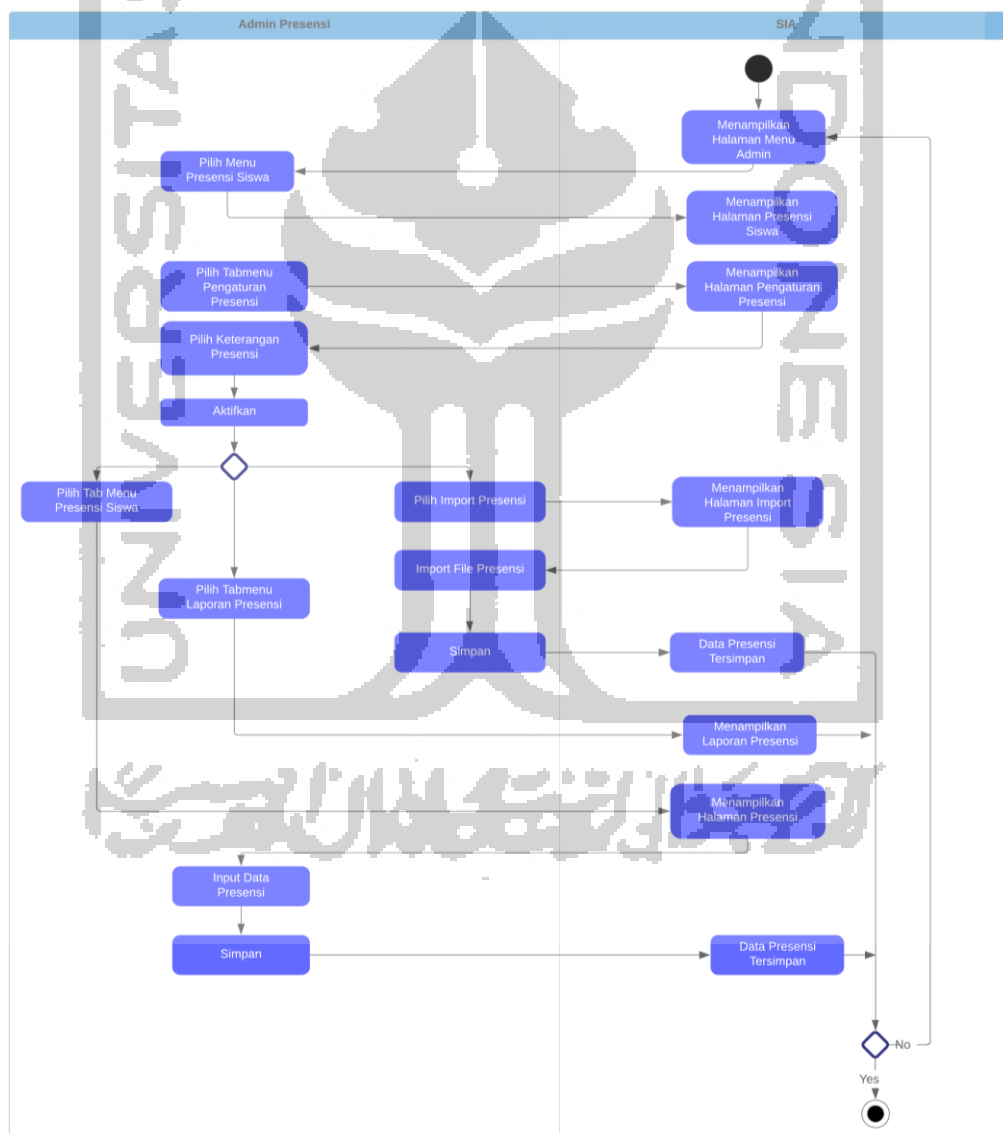 Admin Presensi
SIA
Menampilkan
Halaman Menu
Admin
Pilih Menu
Presensi Siswa
Menampilkan
Halaman Presensi
Siswa
Pilih Tabmenu
Pengaturan
Presensi
Menampilkan
Halaman Pengaturan
Presensi
Pilih Keterangan
Presensi
Aktifkan
Pilih Tab Menu
Presensi Siswa
Pilih Import Presensi
Menampilkan
Halaman Import
Presensi
Import File Presensi
Pilih Tabmenu
Laporan Presensi
Simpan
Data Presensi
Tersimpan
Menampilkan
Laporan Presensi
Menampilkan
Halaman Presensi
Input Data
Presensi
Simpan
Data Presensi
Tersimpan
No
Yes
UNIVERSITAS
INDONESIA